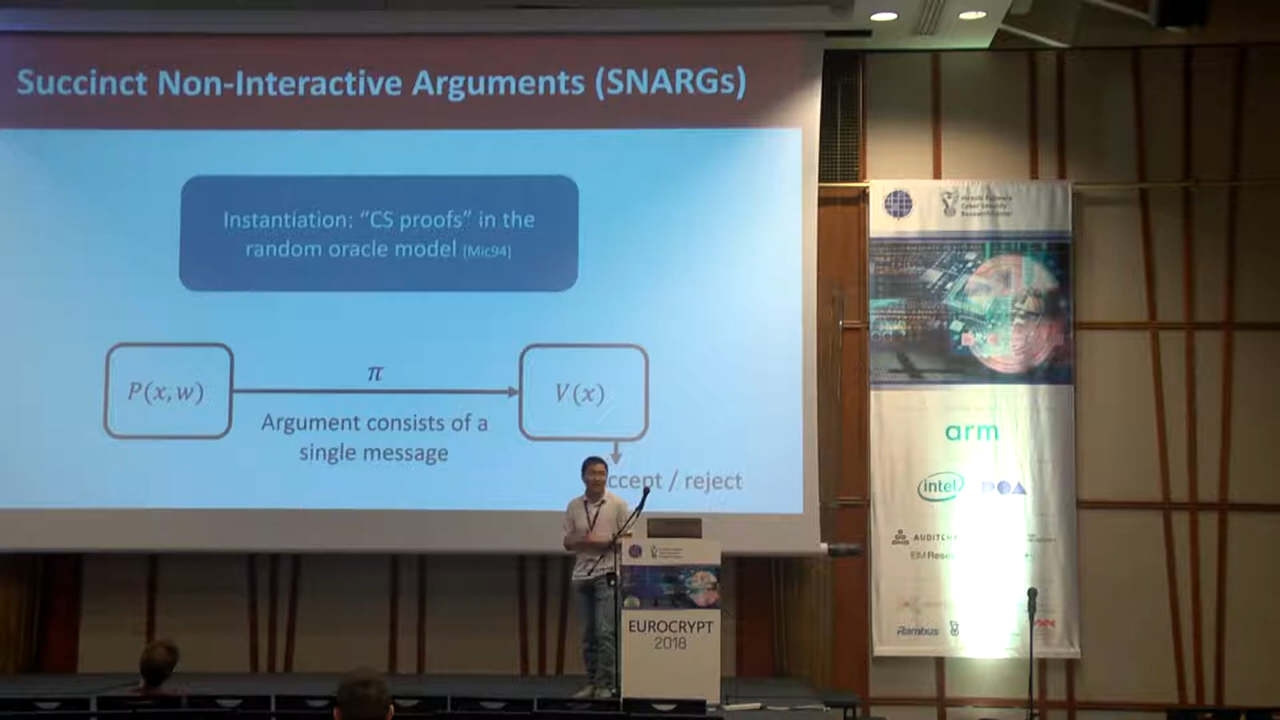 Succinct Non-Interactive Arguments (SNARGs)
Instantiation: “CS proofs” in the
random oracle model [Mic94]
P(x, w)
π
V(x)
Argument consists of a
single message
ccept / reject
EUROCRYPT
2018
arm
intel
Rambus